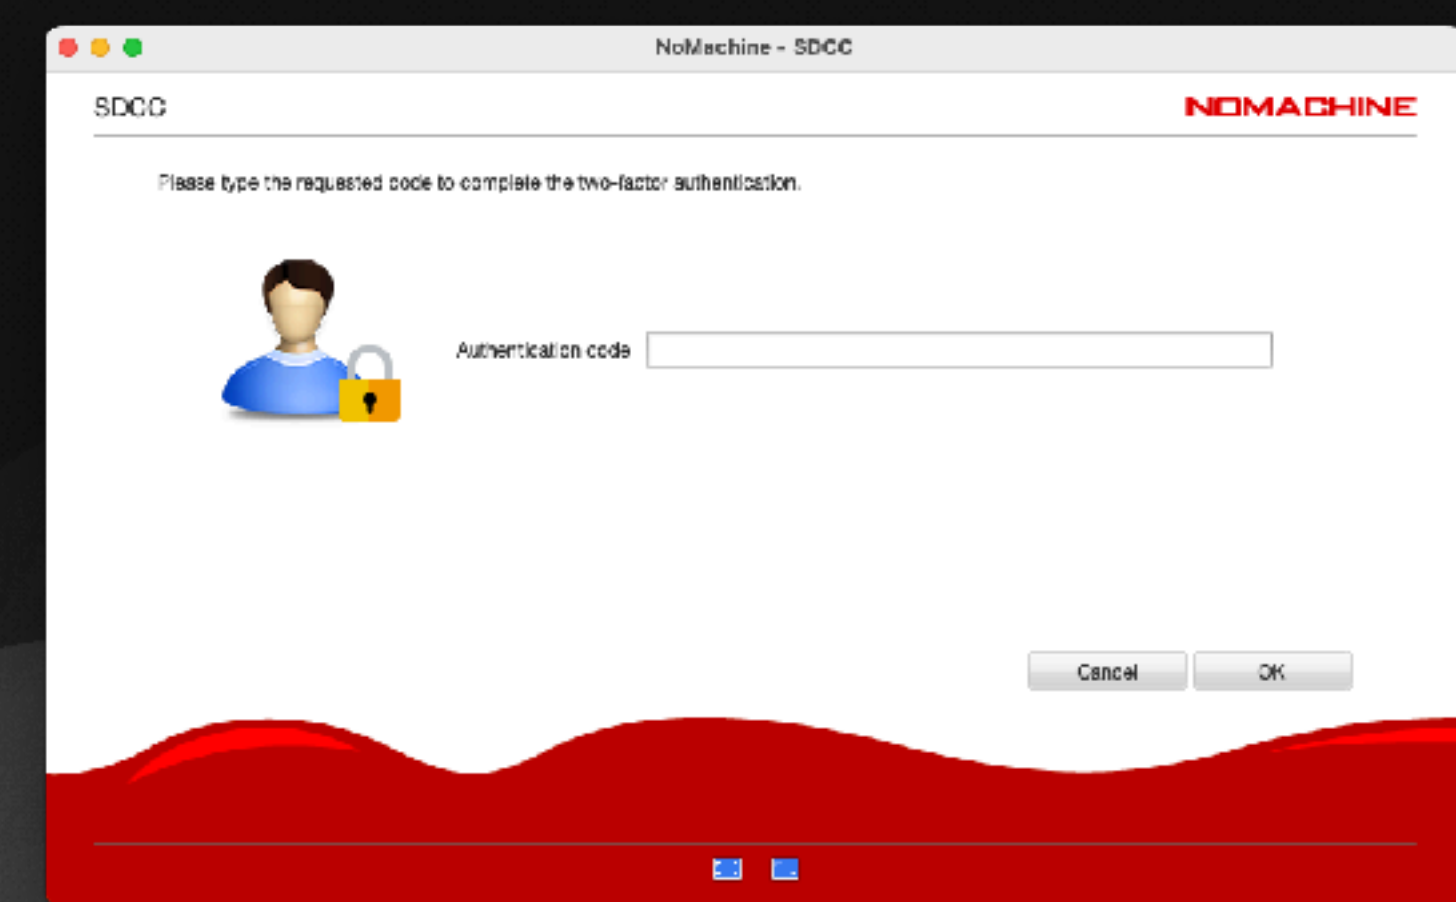 NoMachine - SDCC
SDCC
NOMACHINE
Please type the requested code to complete the two-factor authentication.
Authentication code
Cancel
OK